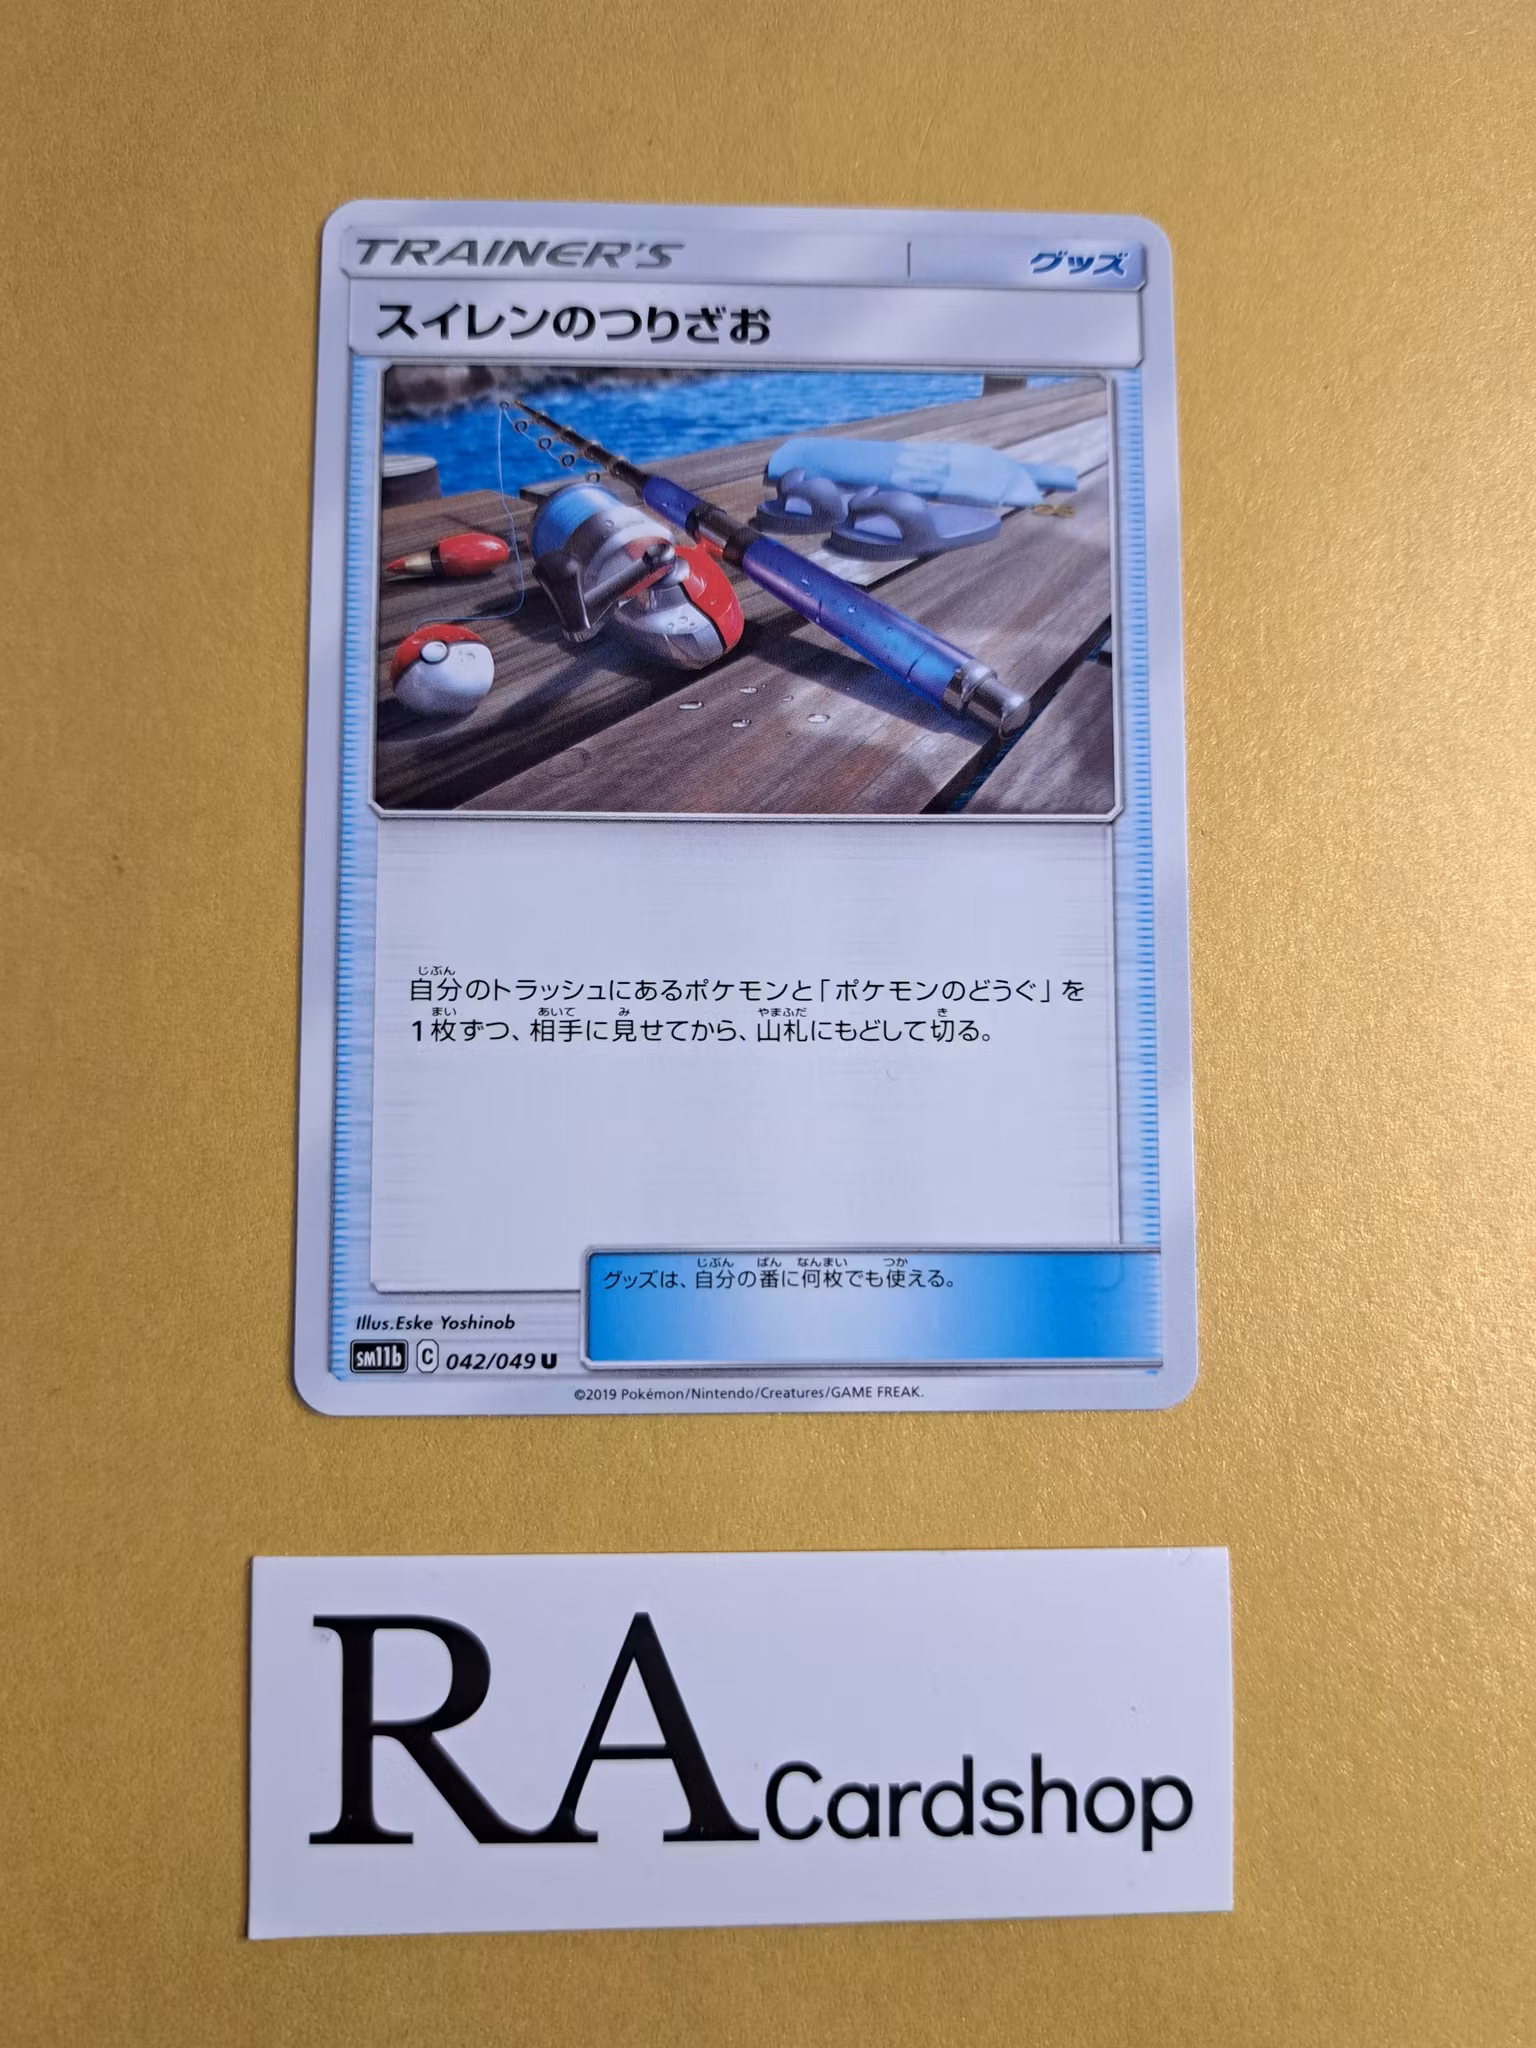 TRAINER'S
グッズ
スイレンのつりざお
自分のトラッシュにあるポケモンと「ポケモンのどうぐ」を
じぶん
1枚ずつ、相手に見せてから、山札にもどして切る。
まい あいて み やまふだ き
グッズは、自分の番に何枚でも使える。
じぶん ばん なんまい つか
Illus.Eske Yoshinob
SM11b C 042/049 U
©2019 Pokémon/Nintendo/Creatures/GAME FREAK.
RA Cardshop